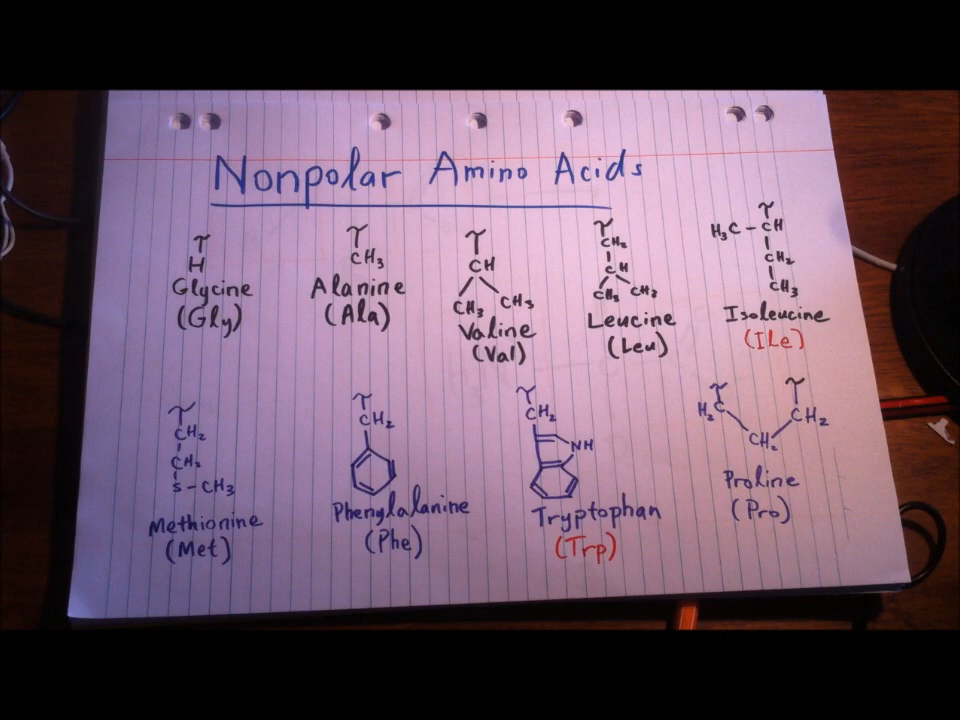 Nonpolar Amino Acids
H
Glycine
(Gly)
CH3
Alanine
(Ala)
CH
CH3 CH3
Valine
(Val)
CH2
CH
CH3 CH3
Leucine
(Leu)
H3C - CH
CH2
CH3
Isoleucine
(ILe)
CH2
CH2
S - CH3
Methionine
(Met)
CH2
Phenylalanine
(Phe)
CH2
NH
Tryptophan
(Trp)
H2C CH2
CH2
Proline
(Pro)